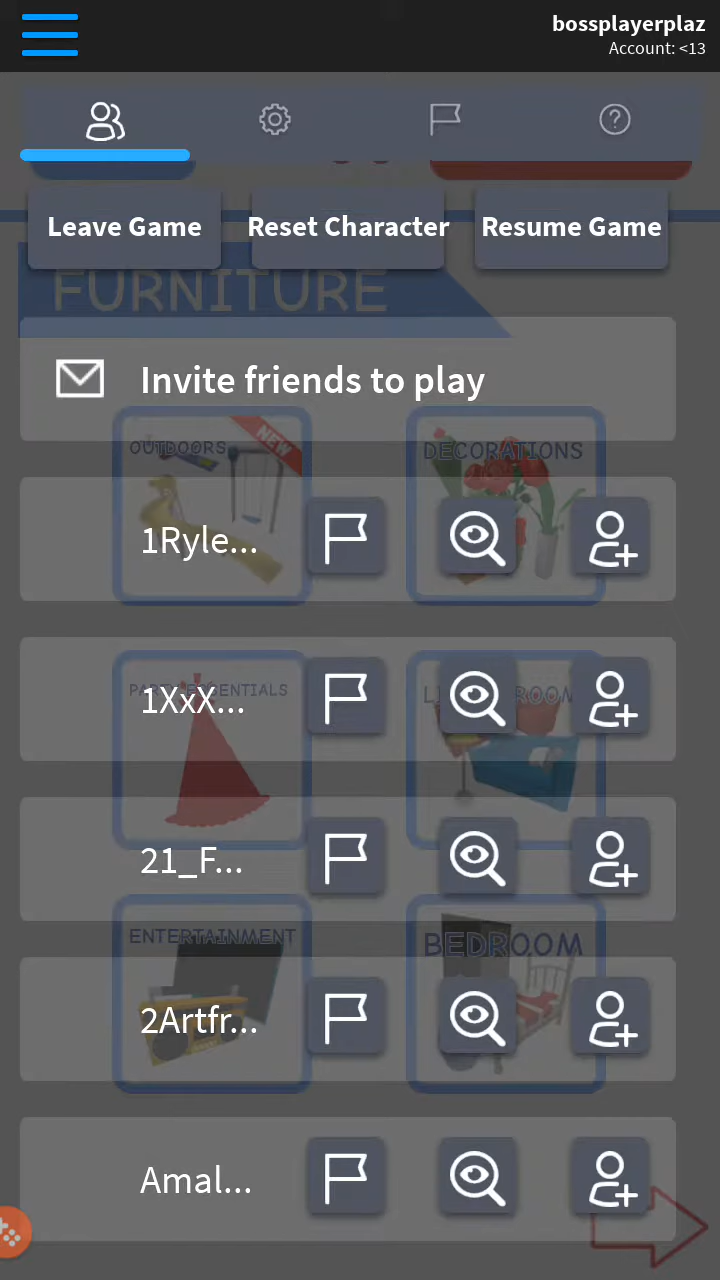 bossplayerplaz
Account: <13
Leave Game
Reset Character
Resume Game
FURNITURE
Invite friends to play
OUTDOORS
NEW
DECORATIONS
1Ryle...
1XxX...
21_F...
ENTERTAINMENT
BEDROOM
2Artfr...
Amal...